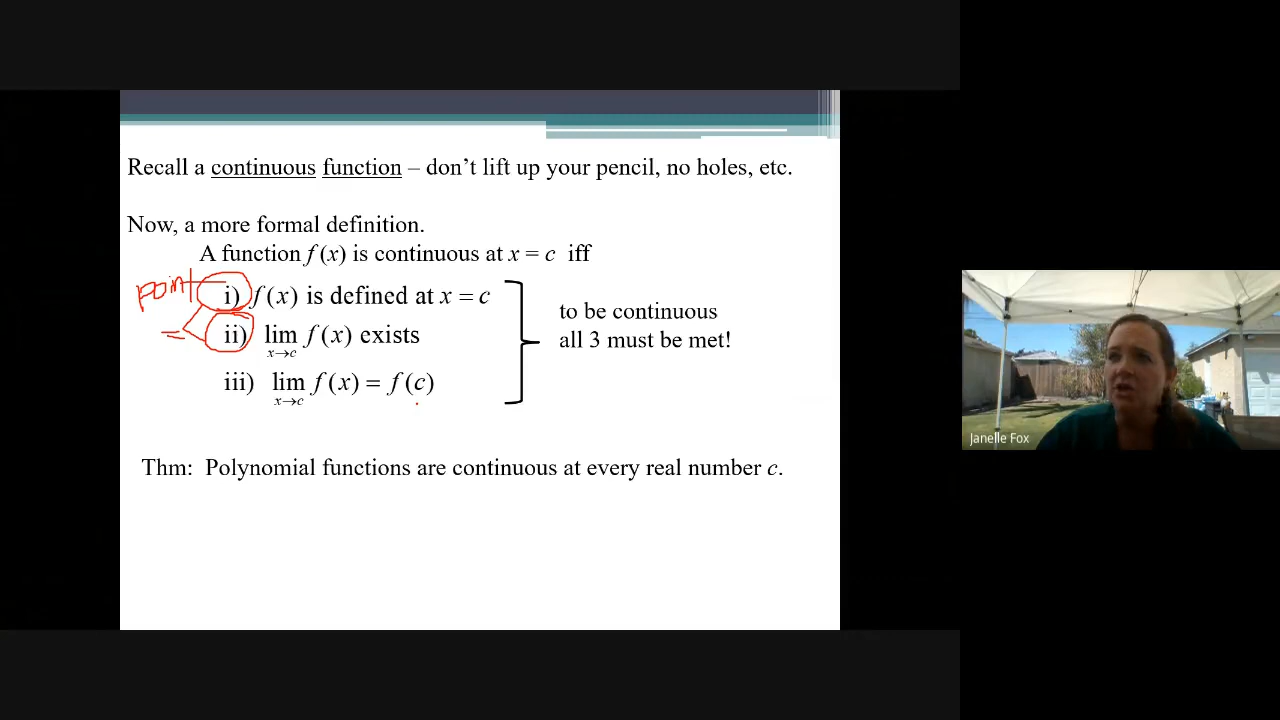 Recall a continuous function – don't lift up your pencil, no holes, etc.
Now, a more formal definition.
A function f (x) is continuous at x = c iff
point i) f (x) is defined at x = c
= ii) lim x→c f (x) exists
iii) lim x→c f (x) = f (c)
to be continuous
all 3 must be met!
Thm: Polynomial functions are continuous at every real number c.
Janelle Fox